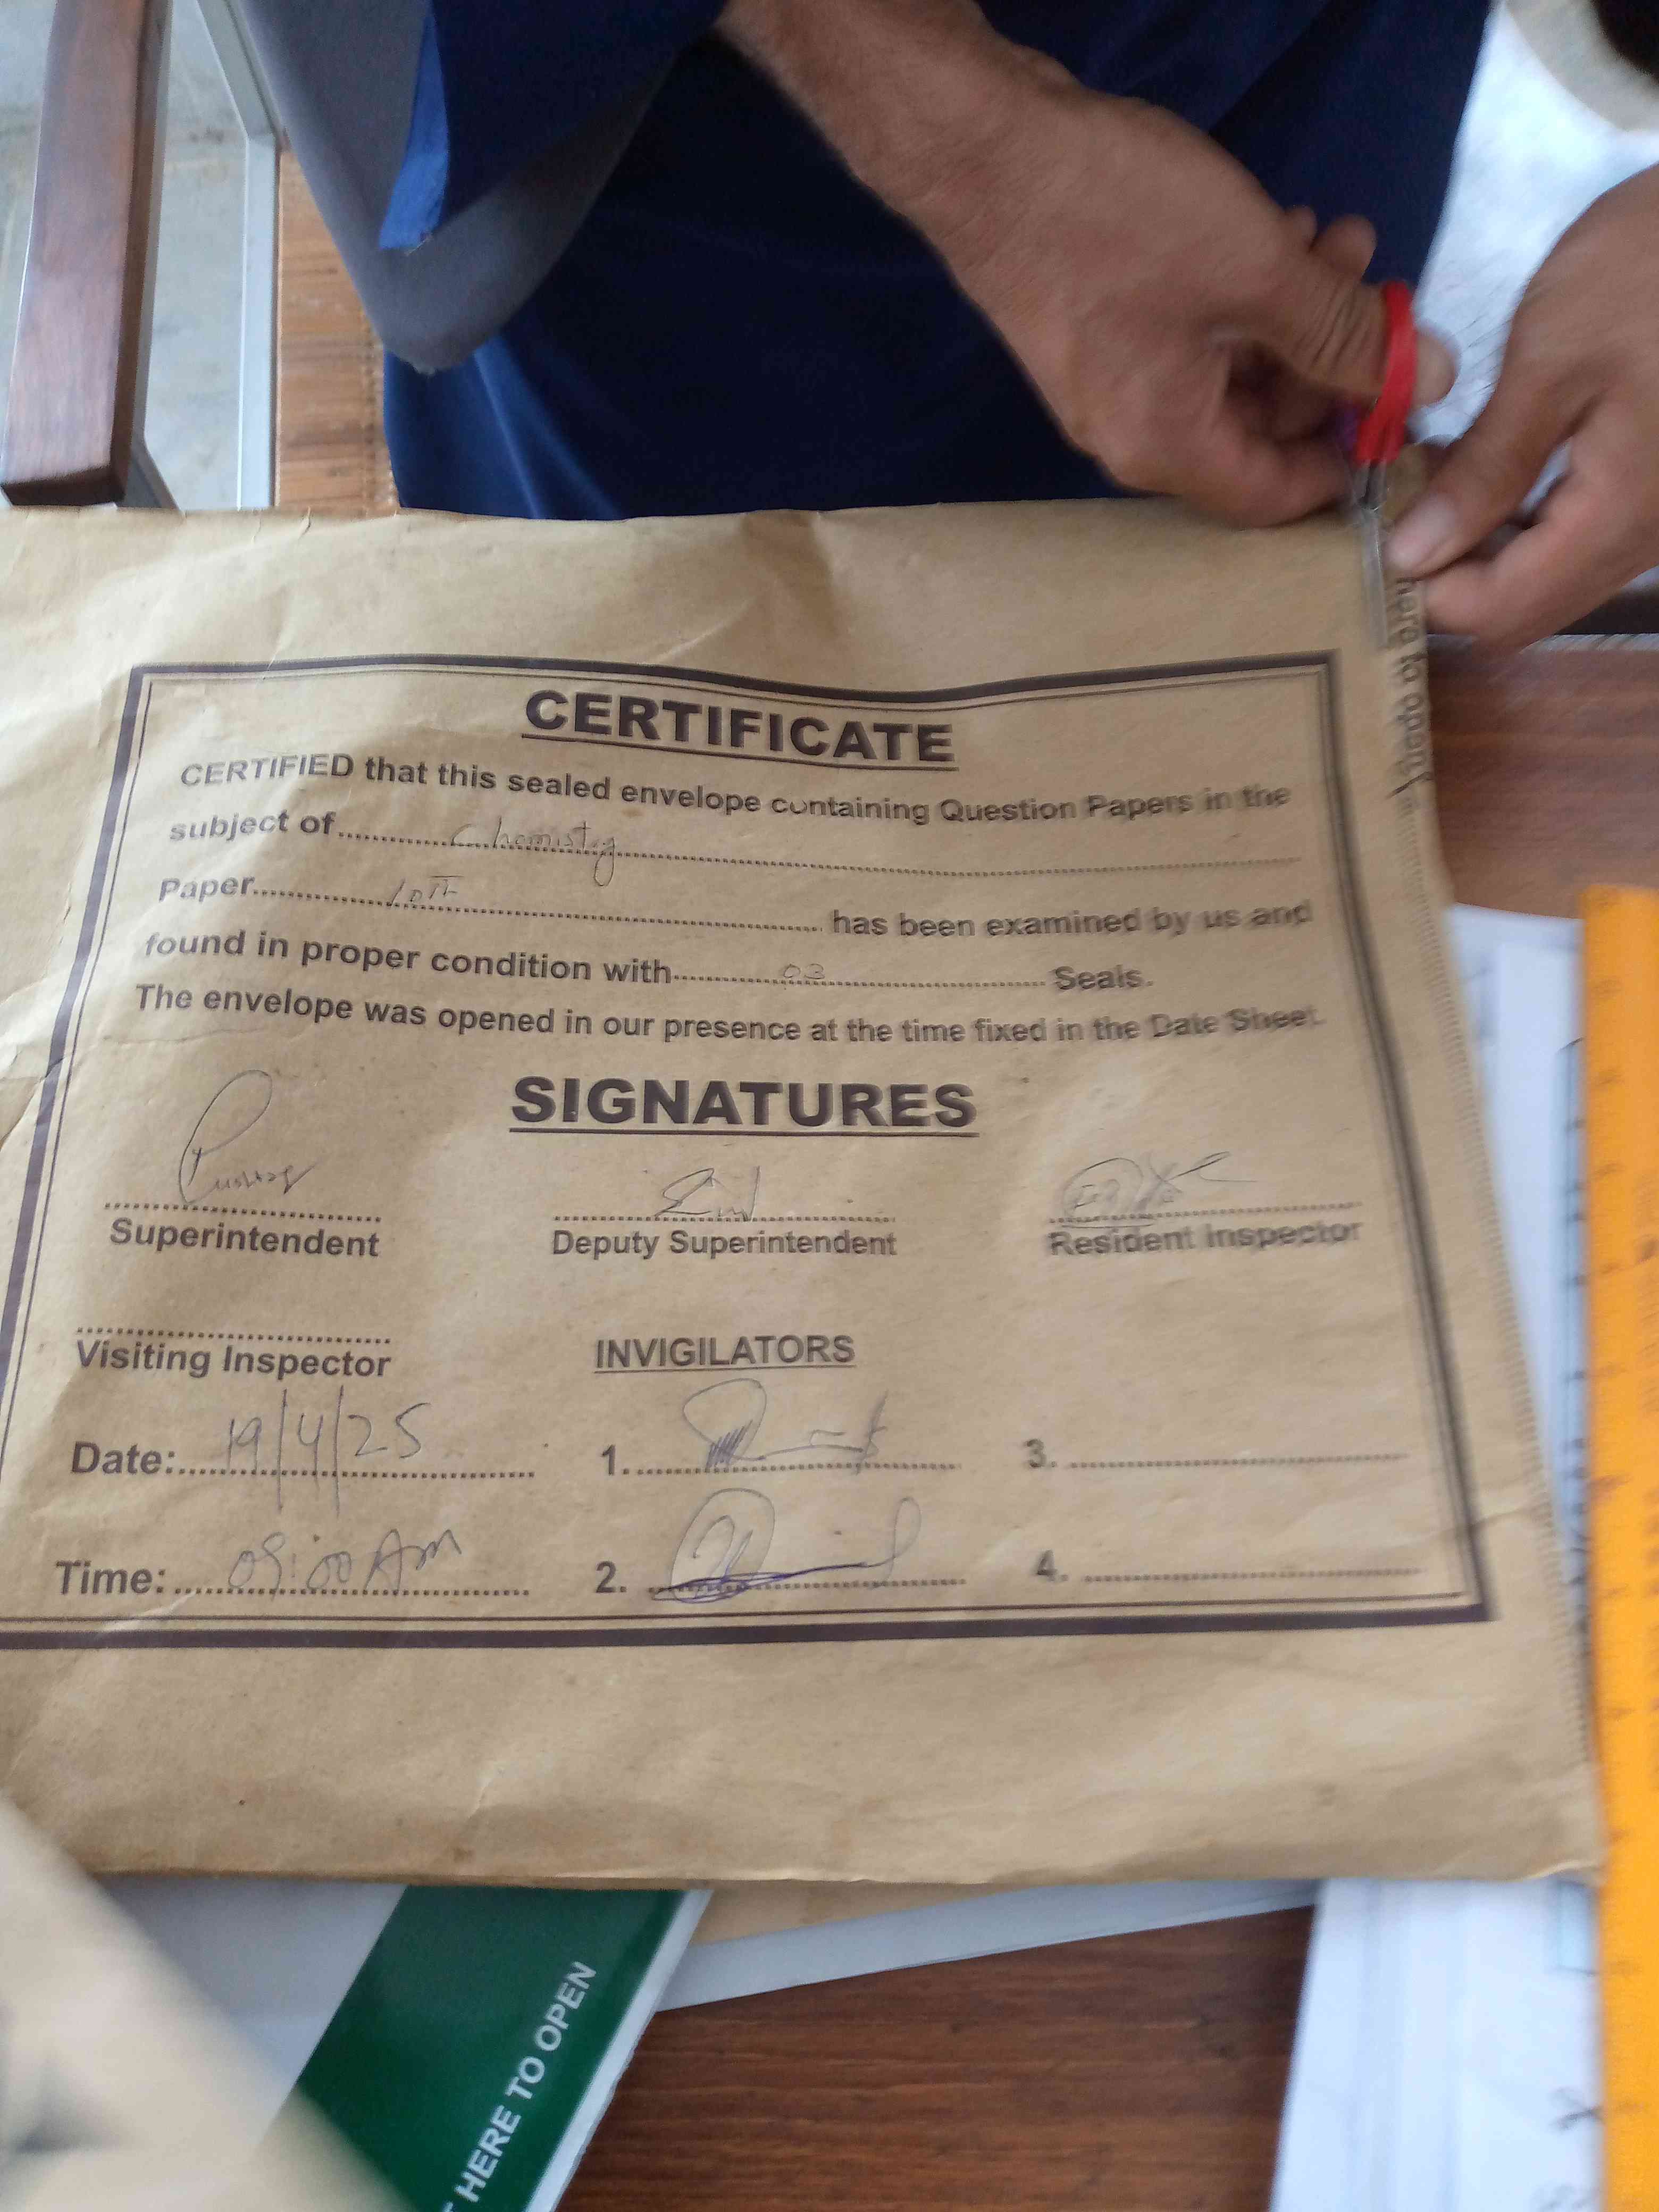 here to open
CERTIFICATE
CERTIFIED that this sealed envelope containing Question Papers in the
subject of.......... Chemistry ..........
Paper.......... 10TH .......... has been examined by us and
found in proper condition with.......... 03 .......... Seals.
The envelope was opened in our presence at the time fixed in the Date Sheet.
SIGNATURES
Superintendent Deputy Superintendent Resident Inspector
Visiting Inspector INVIGILATORS
Date: 19/4/25 1. 3.
Time: 09:00 Am 2. 4.
HERE TO OPEN